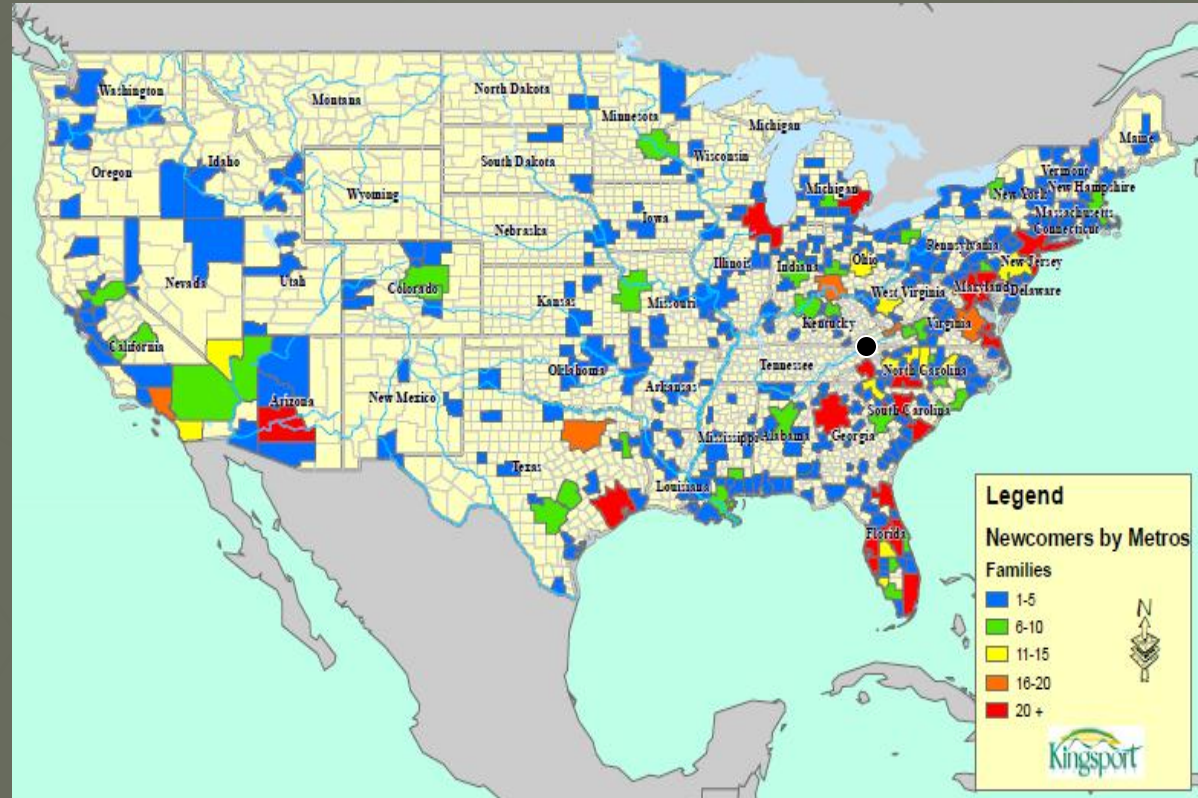 Washington
Montana
North Dakota
Minnesota
Michigan
Maine
Oregon
Idaho
South Dakota
Wisconsin
Vermont
Wyoming
Michigan
New York
New Hampshire
Massachusetts
Connecticut
Iowa
Nebraska
Pennsylvania
Nevada
Utah
Colorado
Illinois
Indiana
Ohio
New Jersey
Maryland
Delaware
West Virginia
Kansas
Missouri
Kentucky
Virginia
California
Oklahoma
Tennessee
North Carolina
Arizona
New Mexico
Arkansas
South Carolina
Mississippi
Alabama
Georgia
Texas
Louisiana
Florida
Legend
Newcomers by Metros
Families
1-5
6-10
11-15
16-20
20 +
N
Kingsport